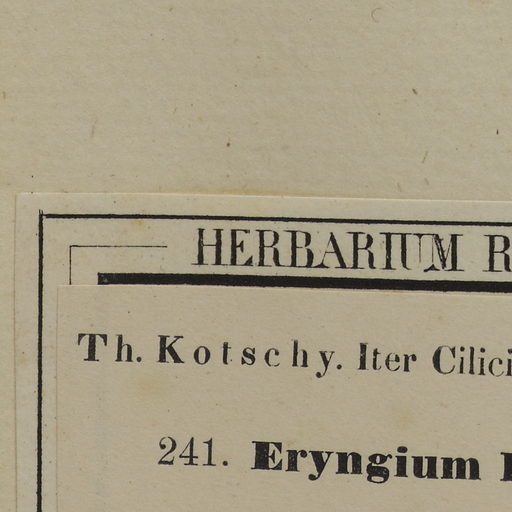 HERBARIUM R
Th. Kotschy. Iter Cilici
241. Eryngium